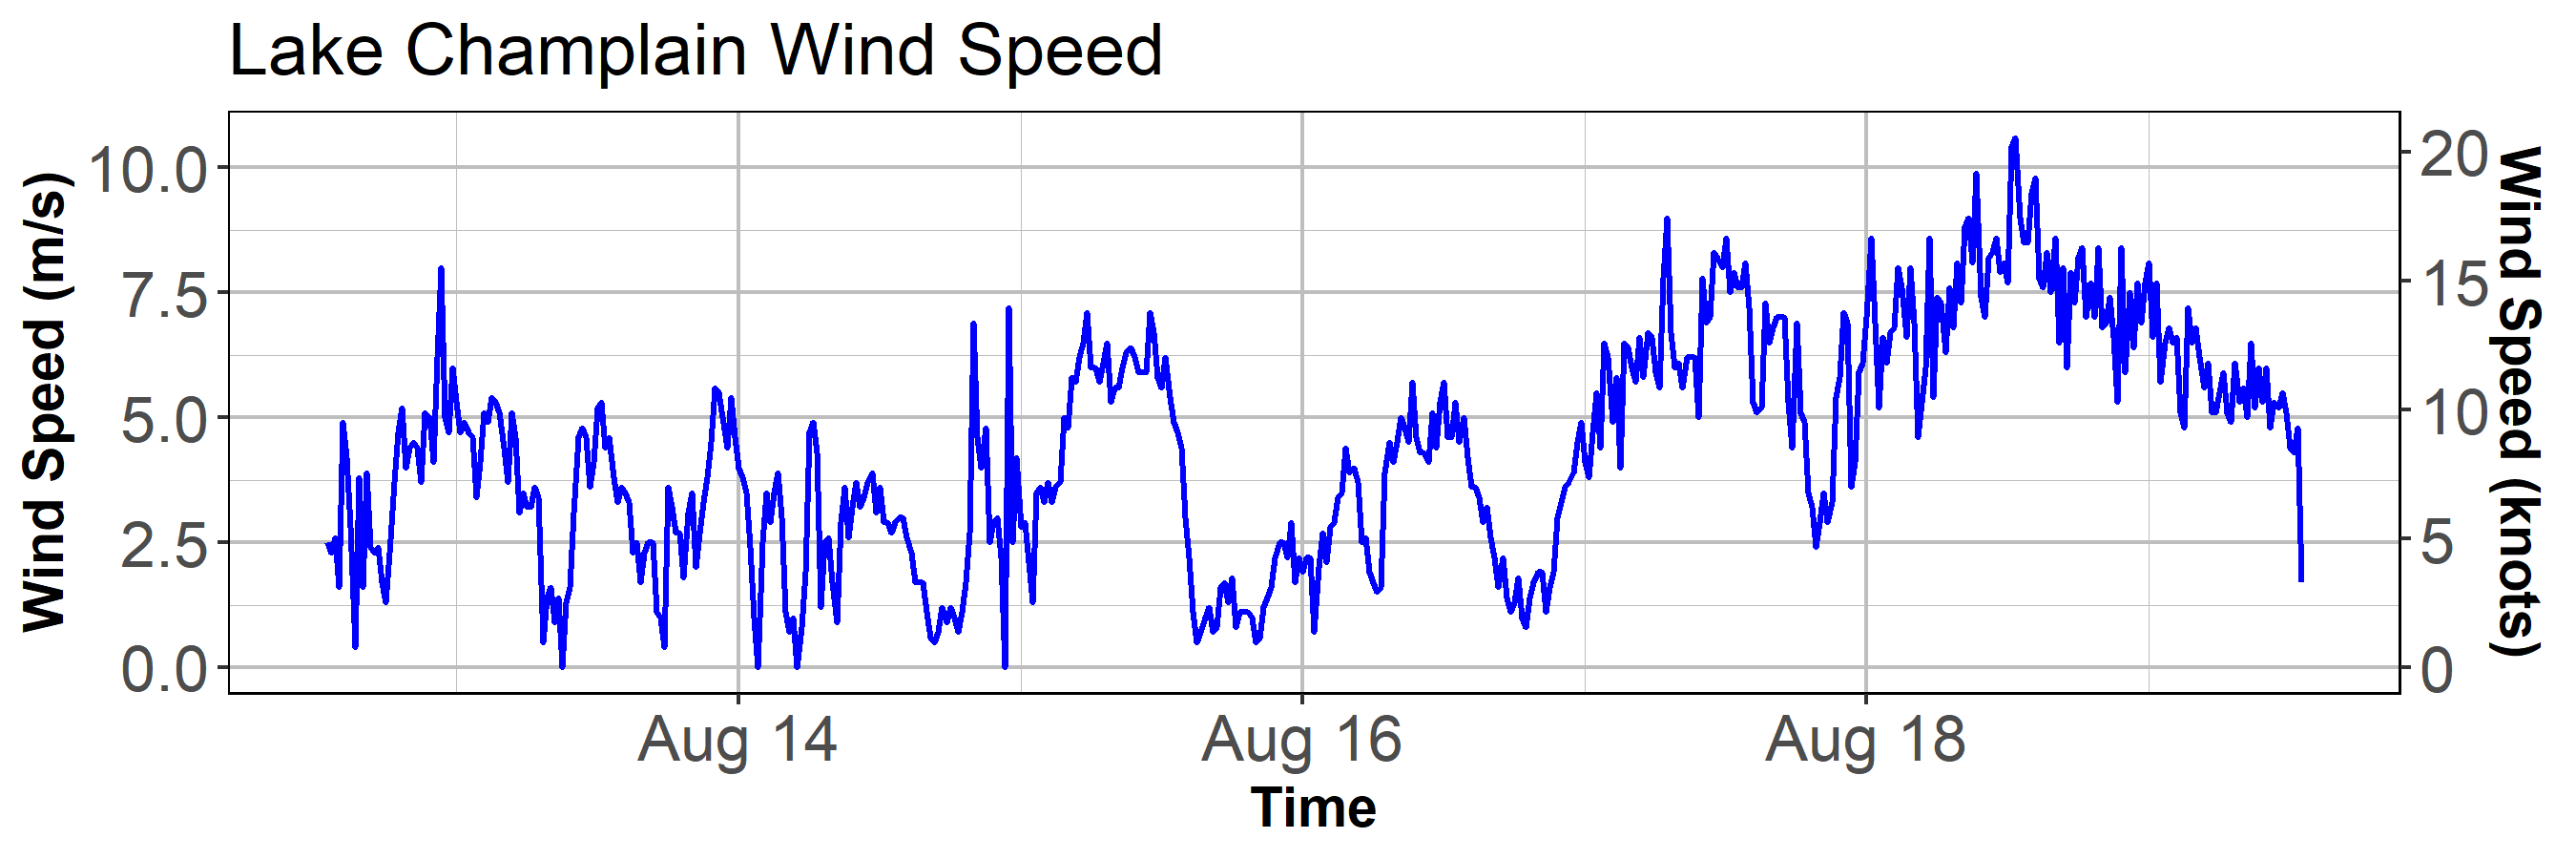 Lake Champlain Wind Speed
Wind Speed (m/s)
10.0
7.5
5.0
2.5
0.0
20
15
10
5
0
Wind Speed (knots)
Aug 14
Aug 16
Aug 18
Time